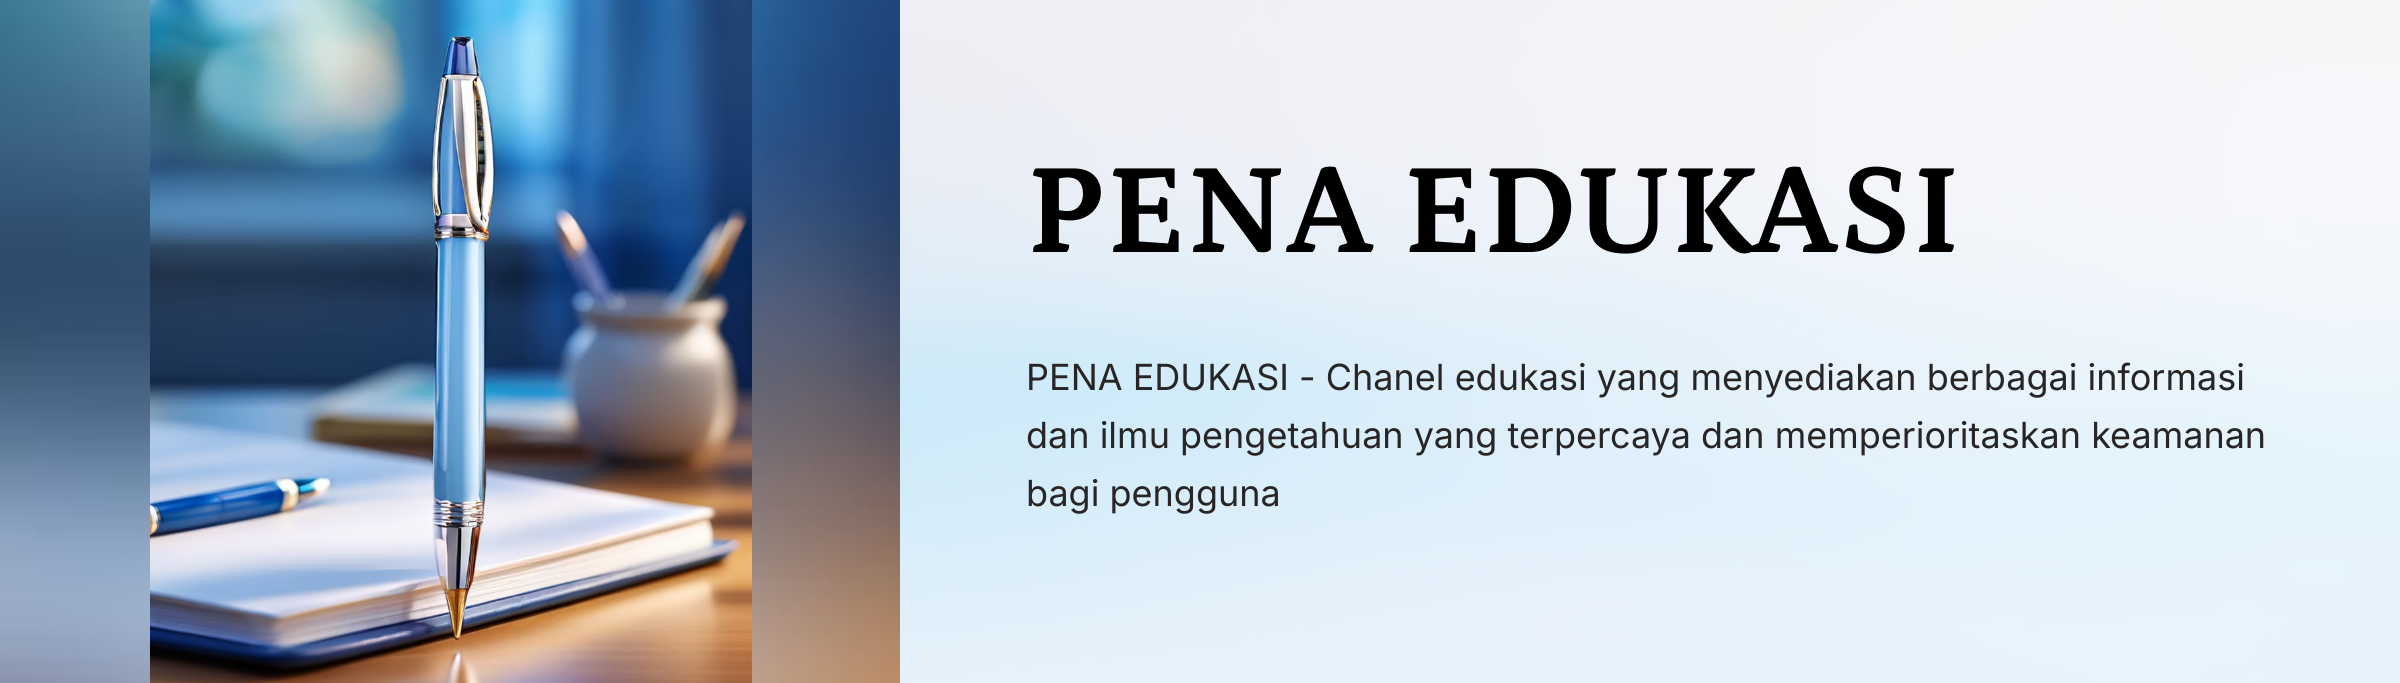 PENA EDUKASI
PENA EDUKASI - Chanel edukasi yang menyediakan berbagai informasi
dan ilmu pengetahuan yang terpercaya dan memperioritaskan keamanan
bagi pengguna